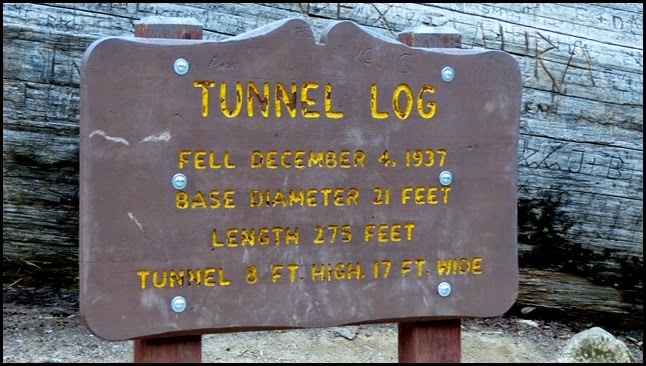 TUNNEL LOG
FELL DECEMBER 4, 1937
BASE DIAMETER 21 FEET
LENGTH 275 FEET
TUNNEL 8 FT. HIGH, 17 FT. WIDE